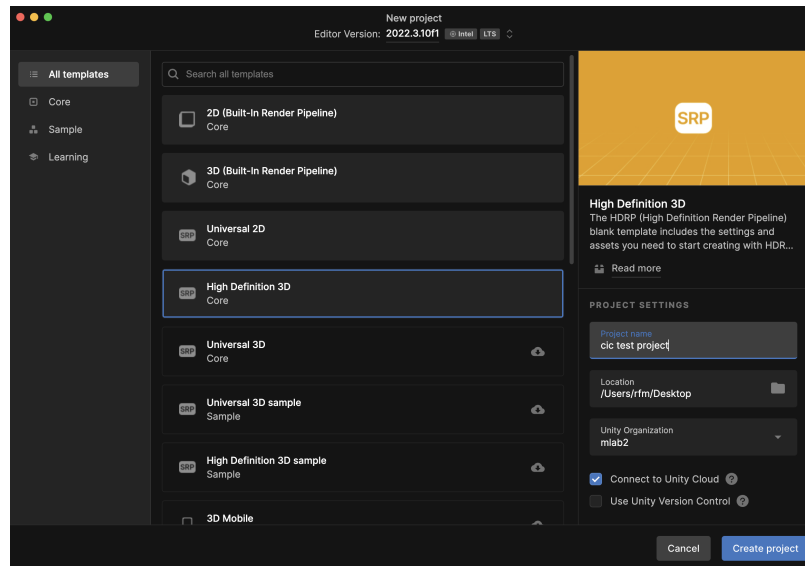 New project
Editor Version: 2022.3.10f1 Intel LTS
All templates
Core
Sample
Learning
Search all templates
2D (Built-In Render Pipeline)
Core
3D (Built-In Render Pipeline)
Core
Universal 2D
SRP
Core
High Definition 3D
SRP
Core
Universal 3D
SRP
Core
Universal 3D sample
SRP
Sample
High Definition 3D sample
SRP
Sample
3D Mobile
SRP
High Definition 3D
The HDRP (High Definition Render Pipeline)
blank template includes the settings and
assets you need to start creating with HDR...
Read more
PROJECT SETTINGS
Project name
cic test project
Location
/Users/rfm/Desktop
Unity Organization
mlab2
Connect to Unity Cloud ?
Use Unity Version Control ?
Cancel
Create project